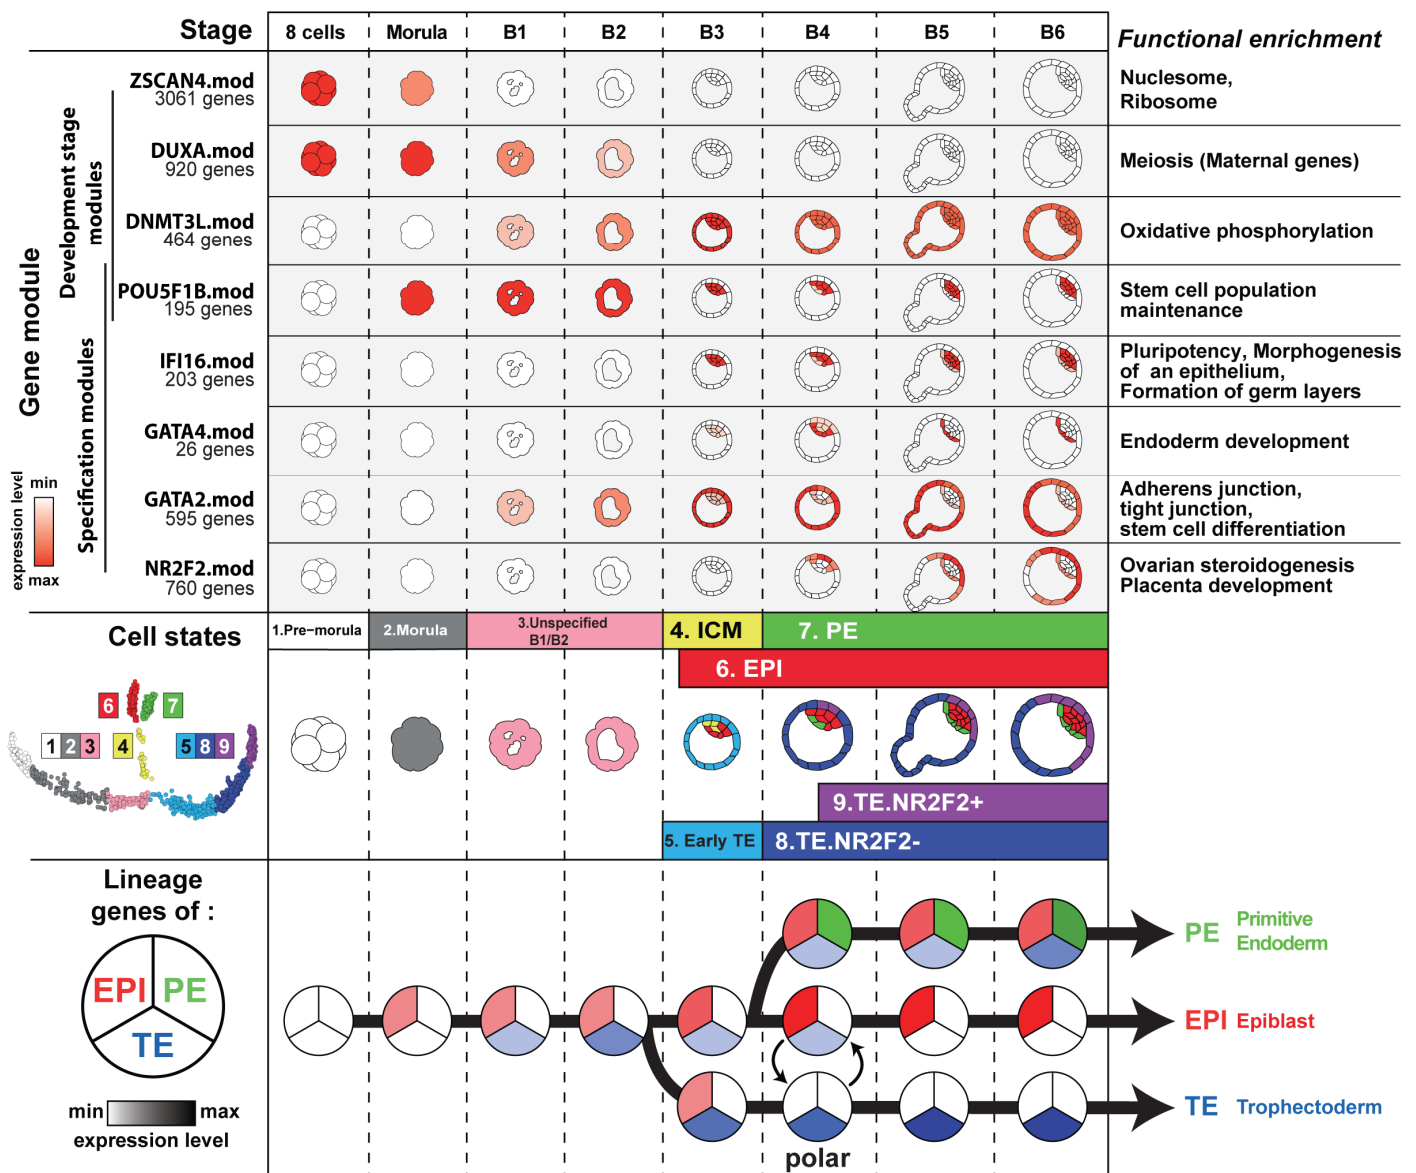 Stage
8 cells
Morula
B1
B2
B3
B4
B5
B6
Functional enrichment
Gene module
Development stage
modules
Specification modules
ZSCAN4.mod
3061 genes
Nuclesome,
Ribosome
DUXA.mod
920 genes
Meiosis (Maternal genes)
DNMT3L.mod
464 genes
Oxidative phosphorylation
POU5F1B.mod
195 genes
Stem cell population
maintenance
IFI16.mod
203 genes
Pluripotency, Morphogenesis
of an epithelium,
Formation of germ layers
GATA4.mod
26 genes
Endoderm development
GATA2.mod
595 genes
Adherens junction,
tight junction,
stem cell differentiation
NR2F2.mod
760 genes
Ovarian steroidogenesis
Placenta development
expression level
min
max
Cell states
1.Pre−morula
2.Morula
3.Unspecified
B1/B2
4. ICM
7. PE
6. EPI
6
7
1
2
3
4
5
8
9
9.TE.NR2F2+
5. Early TE
8.TE.NR2F2-
Lineage
genes of :
EPI
PE
TE
min
max
expression level
PE
Primitive
Endoderm
EPI
Epiblast
TE
Trophectoderm
polar